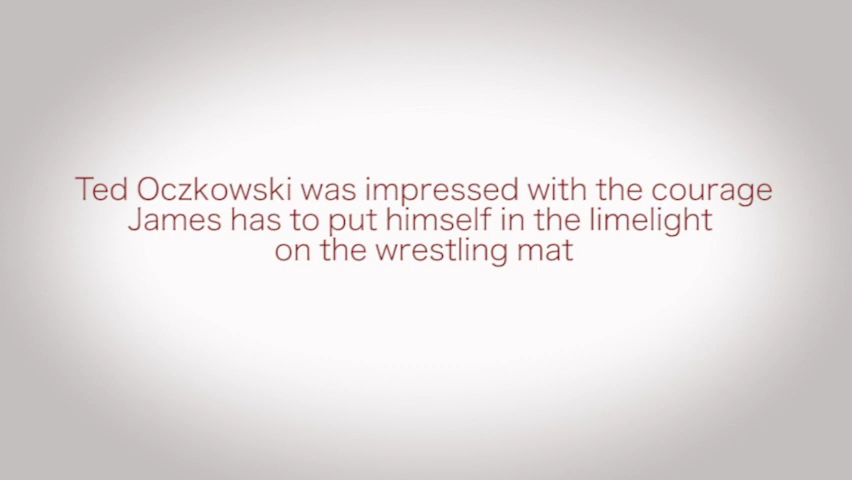 Ted Oczkowski was impressed with the courage
James has to put himself in the limelight
on the wrestling mat